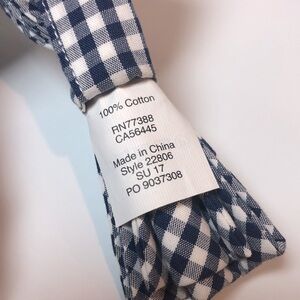 100% Cotton
RN77388
CA56445
Made in China
Style 22806
SU 17
PO 9037308